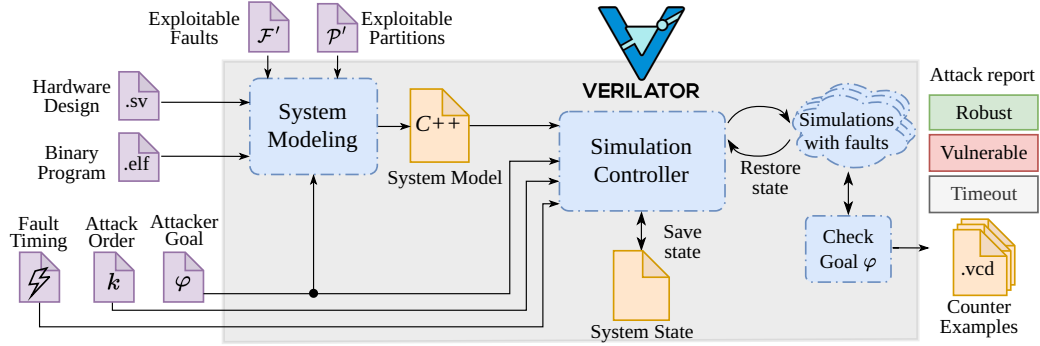 Exploitable
Faults
𝓕′
𝓟′
Exploitable
Partitions
Hardware
Design
.sv
Binary
Program
.elf
System
Modeling
C++
System Model
VERILATOR
Simulation
Controller
Restore
state
Simulations
with faults
Attack report
Robust
Vulnerable
Timeout
Fault
Timing
Attack
Order
k
Attacker
Goal
φ
Save
state
System State
Check
Goal φ
.vcd
Counter
Examples